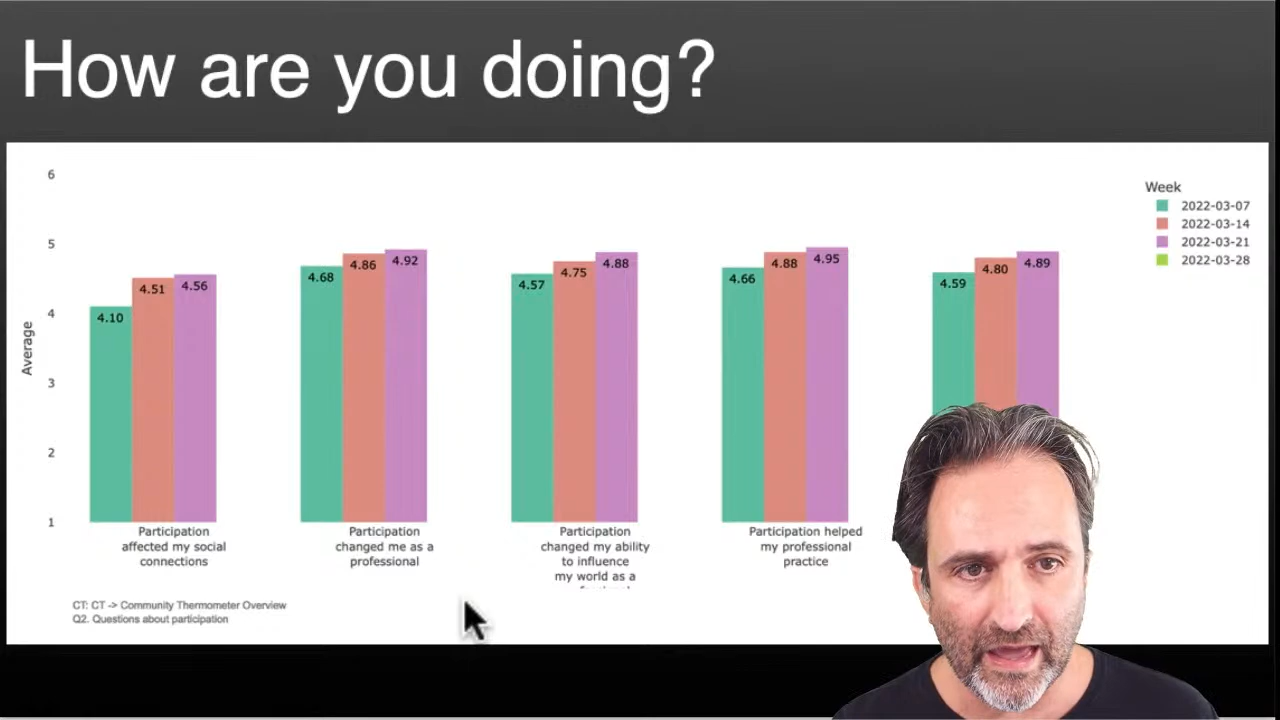 How are you doing?
6
5
4
3
2
1
Average
4.10
4.51
4.56
4.68
4.86
4.92
4.57
4.75
4.88
4.66
4.88
4.95
4.59
4.80
4.89
Week
2022-03-07
2022-03-14
2022-03-21
2022-03-28
Participation
affected my social
connections
Participation
changed me as a
professional
Participation
changed my ability
to influence
my world as a
Participation helped
my professional
practice
CT: CT -> Community Thermometer Overview
Q2. Questions about participation